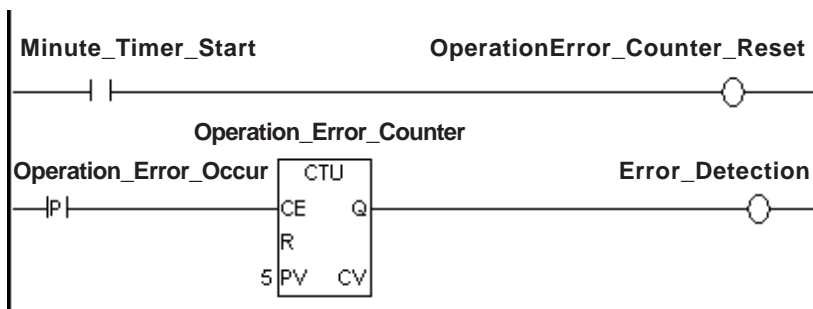 Minute_Timer_Start OperationError_Counter_Reset
Operation_Error_Counter
Operation_Error_Occur CTU Error_Detection
P CE Q
R
5 PV CV